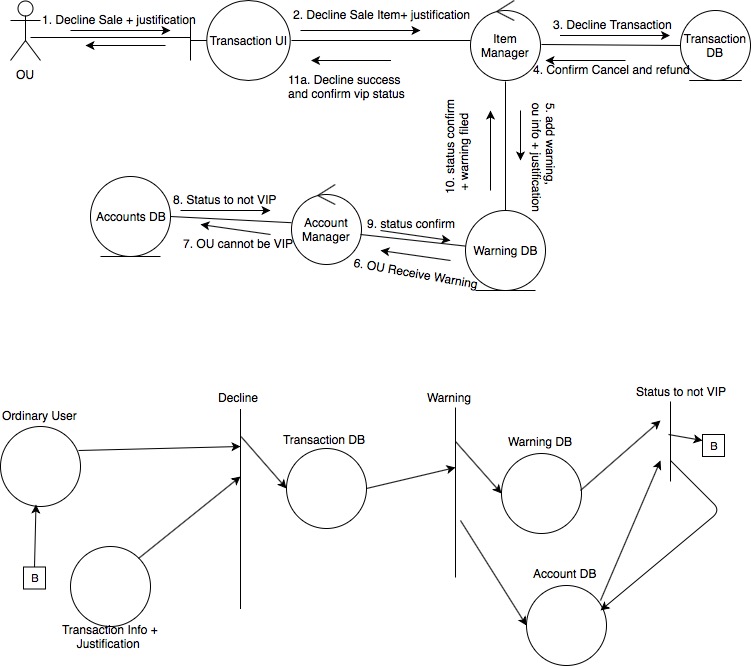 1. Decline Sale + justification
OU
Transaction UI
2. Decline Sale Item+ justification
11a. Decline success
and confirm vip status
Item
Manager
3. Decline Transaction
4. Confirm Cancel and refund
Transaction
DB
10. status confirm
+ warning filed
5. add warning,
ou info + justification
Accounts DB
8. Status to not VIP
7. OU cannot be VIP
Account
Manager
9. status confirm
6. OU Receive Warning
Warning DB
Ordinary User
Decline
Transaction DB
Warning
Warning DB
Status to not VIP
B
B
Transaction Info +
Justification
Account DB